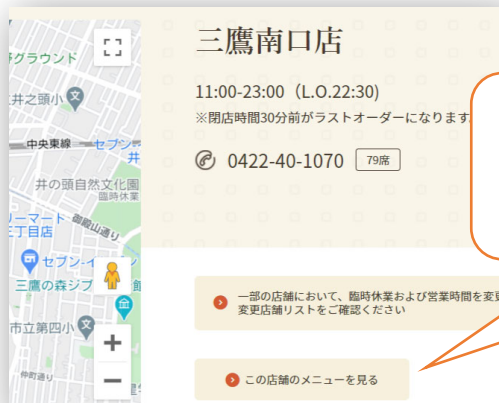 三鷹南口店
11:00-23:00（L.O.22:30)
※閉店時間30分前がラストオーダーになります
0422-40-1070
79席
一部の店舗において、臨時休業および営業時間を変
変更店舗リストをご確認ください
この店舗のメニューを見る
グラウンド
井之頭小
中央東線
セブン-
井
井の頭自然文化園
臨時休業
リーマート
御殿山通り
三丁目店
セブン-イ
三鷹の森ジブ
館
市立第四小
仲町通り